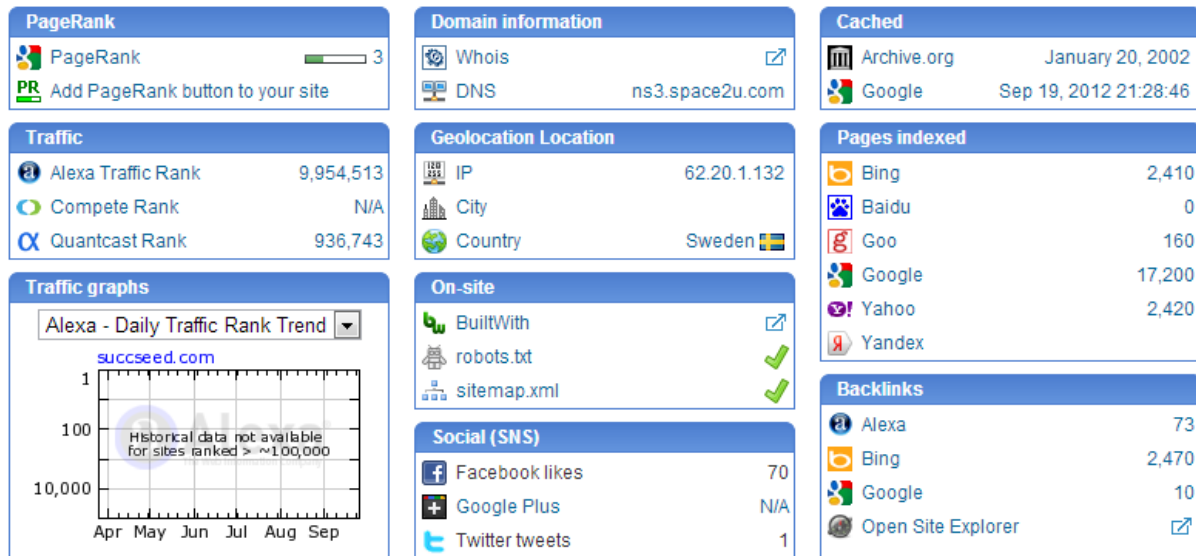 PageRank
PageRank 3
PR Add PageRank button to your site
Traffic
Alexa Traffic Rank 9,954,513
Compete Rank N/A
Quantcast Rank 936,743
Traffic graphs
Alexa - Daily Traffic Rank Trend
succseed.com
1
100
10,000
Historical data not available
for sites ranked > ~100,000
Apr May Jun Jul Aug Sep
Domain information
Whois
DNS ns3.space2u.com
Geolocation Location
IP 62.20.1.132
City
Country Sweden
On-site
BuiltWith
robots.txt
sitemap.xml
Social (SNS)
Facebook likes 70
Google Plus N/A
Twitter tweets 1
Cached
Archive.org January 20, 2002
Google Sep 19, 2012 21:28:46
Pages indexed
Bing 2,410
Baidu 0
Goo 160
Google 17,200
Yahoo 2,420
Yandex
Backlinks
Alexa 73
Bing 2,470
Google 10
Open Site Explorer